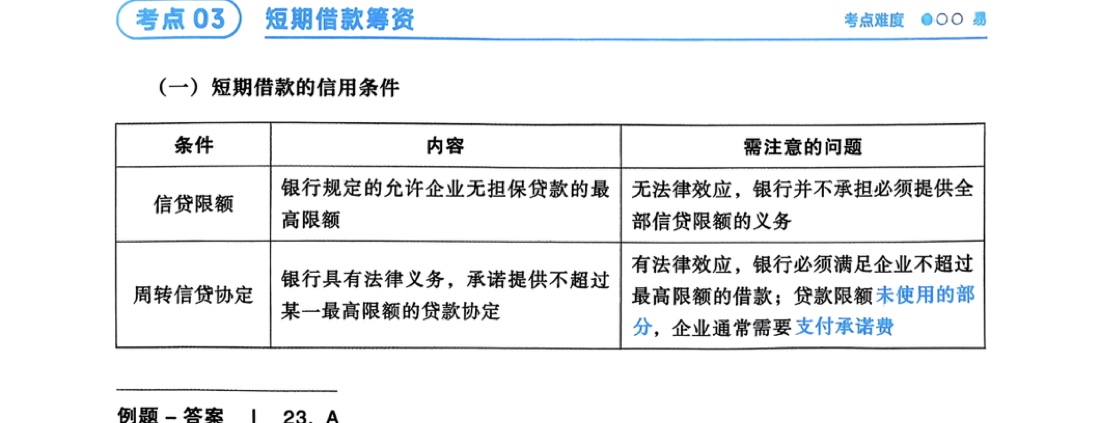 考点 03 短期借款筹资 考点难度 易
（一）短期借款的信用条件
条件 内容 需注意的问题
信贷限额
银行规定的允许企业无担保贷款的最
高限额
无法律效应，银行并不承担必须提供全
部信贷限额的义务
周转信贷协定
银行具有法律义务，承诺提供不超过
某一最高限额的贷款协定
有法律效应，银行必须满足企业不超过
最高限额的借款；贷款限额未使用的部
分，企业通常需要支付承诺费
例题－答案 | 23. A